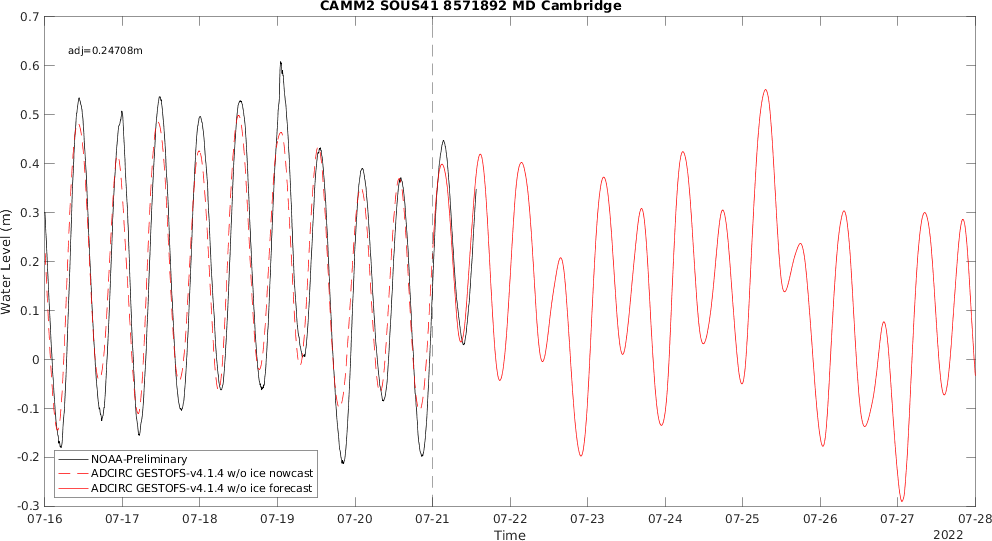 CAMM2 SOUS41 8571892 MD Cambridge
adj=0.24708m
Water Level (m)
0.7
0.6
0.5
0.4
0.3
0.2
0.1
0
-0.1
-0.2
-0.3
NOAA-Preliminary
ADCIRC GESTOFS-v4.1.4 w/o ice nowcast
ADCIRC GESTOFS-v4.1.4 w/o ice forecast
07-16 07-17 07-18 07-19 07-20 07-21 07-22 07-23 07-24 07-25 07-26 07-27 07-28
Time
2022